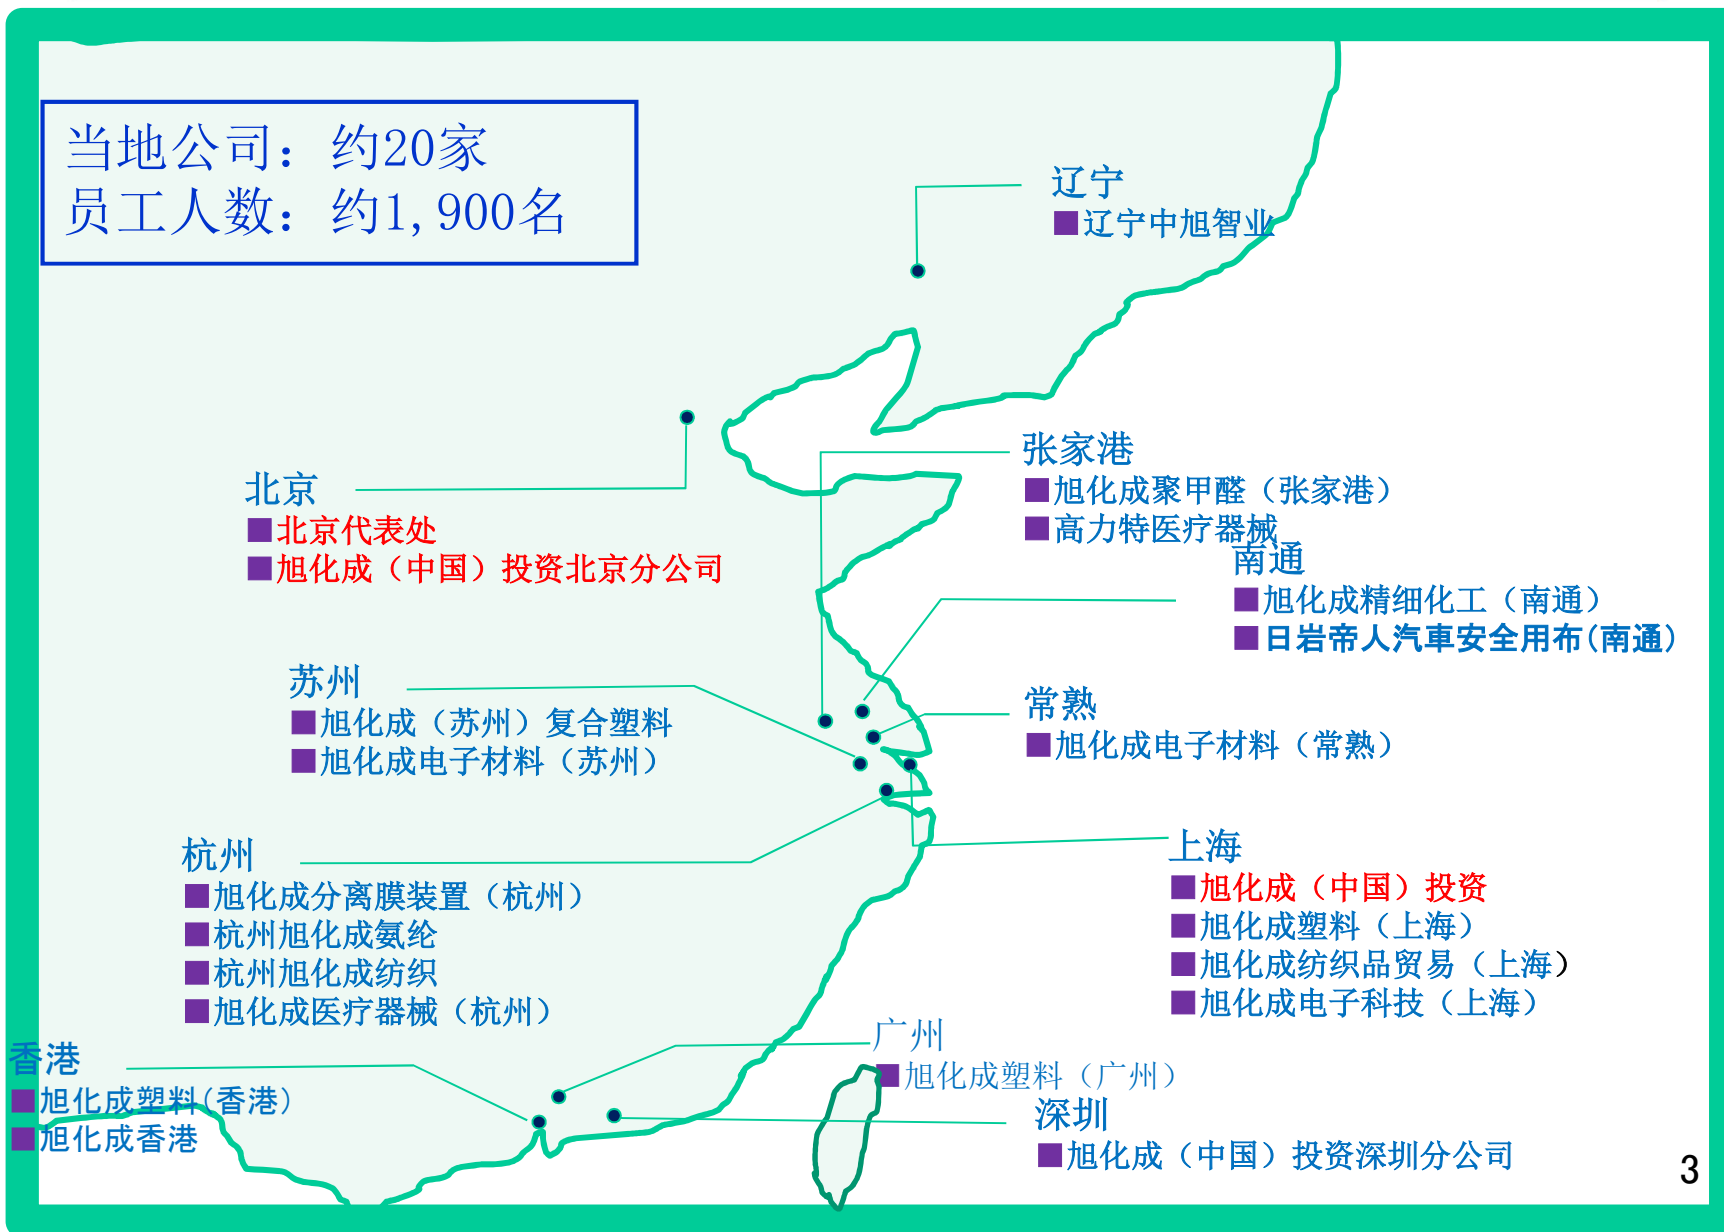 当地公司：约20家
员工人数：约1,900名
辽宁
辽宁中旭智业
北京
北京代表处
旭化成（中国）投资北京分公司
张家港
旭化成聚甲醛（张家港）
高力特医疗器械
南通
旭化成精细化工（南通）
日岩帝人汽車安全用布(南通)
苏州
旭化成（苏州）复合塑料
旭化成电子材料（苏州）
常熟
旭化成电子材料（常熟）
杭州
旭化成分离膜装置（杭州）
杭州旭化成氨纶
杭州旭化成纺织
旭化成医疗器械（杭州）
上海
旭化成（中国）投资
旭化成塑料（上海）
旭化成纺织品贸易（上海）
旭化成电子科技（上海）
香港
旭化成塑料(香港)
旭化成香港
广州
旭化成塑料（广州）
深圳
旭化成（中国）投资深圳分公司
3